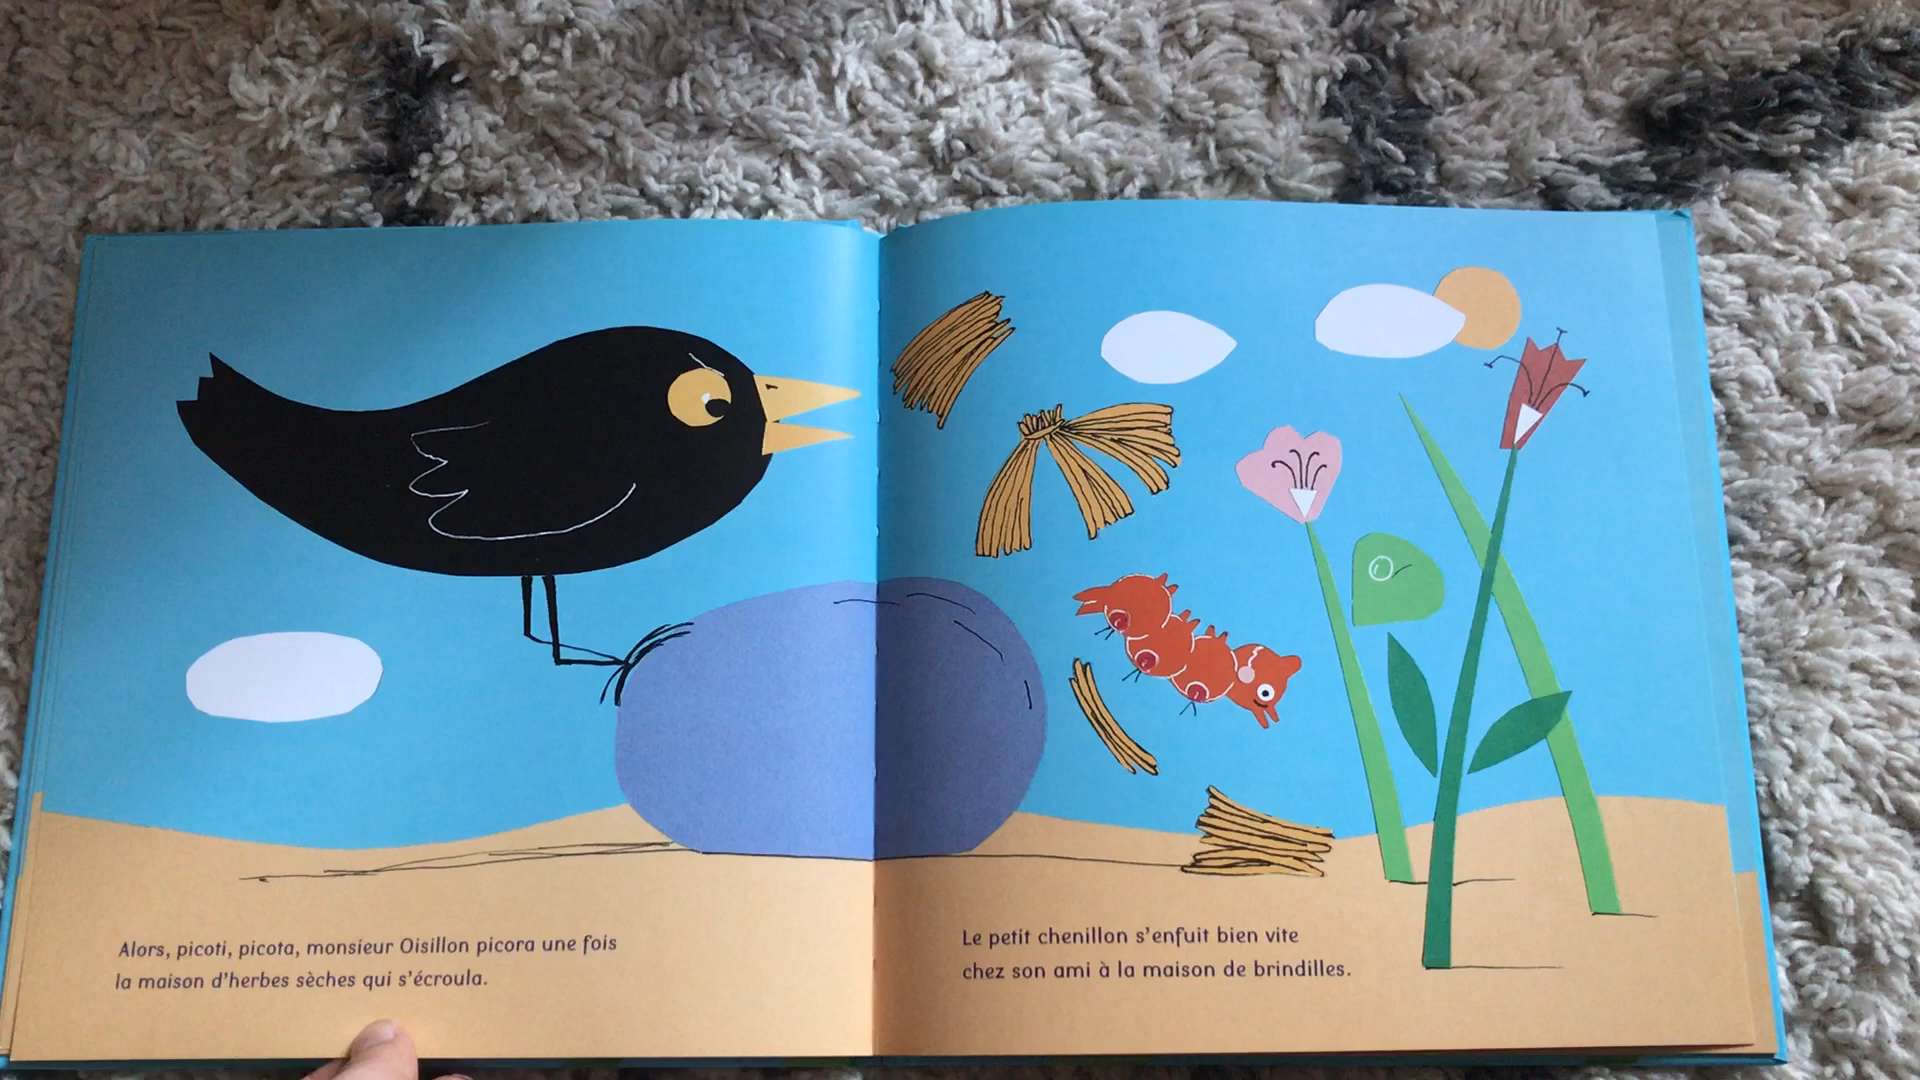 Alors, picoti, picota, monsieur Oisillon picora une fois
la maison d'herbes sèches qui s'écroula.
Le petit chenillon s'enfuit bien vite
chez son ami à la maison de brindilles.